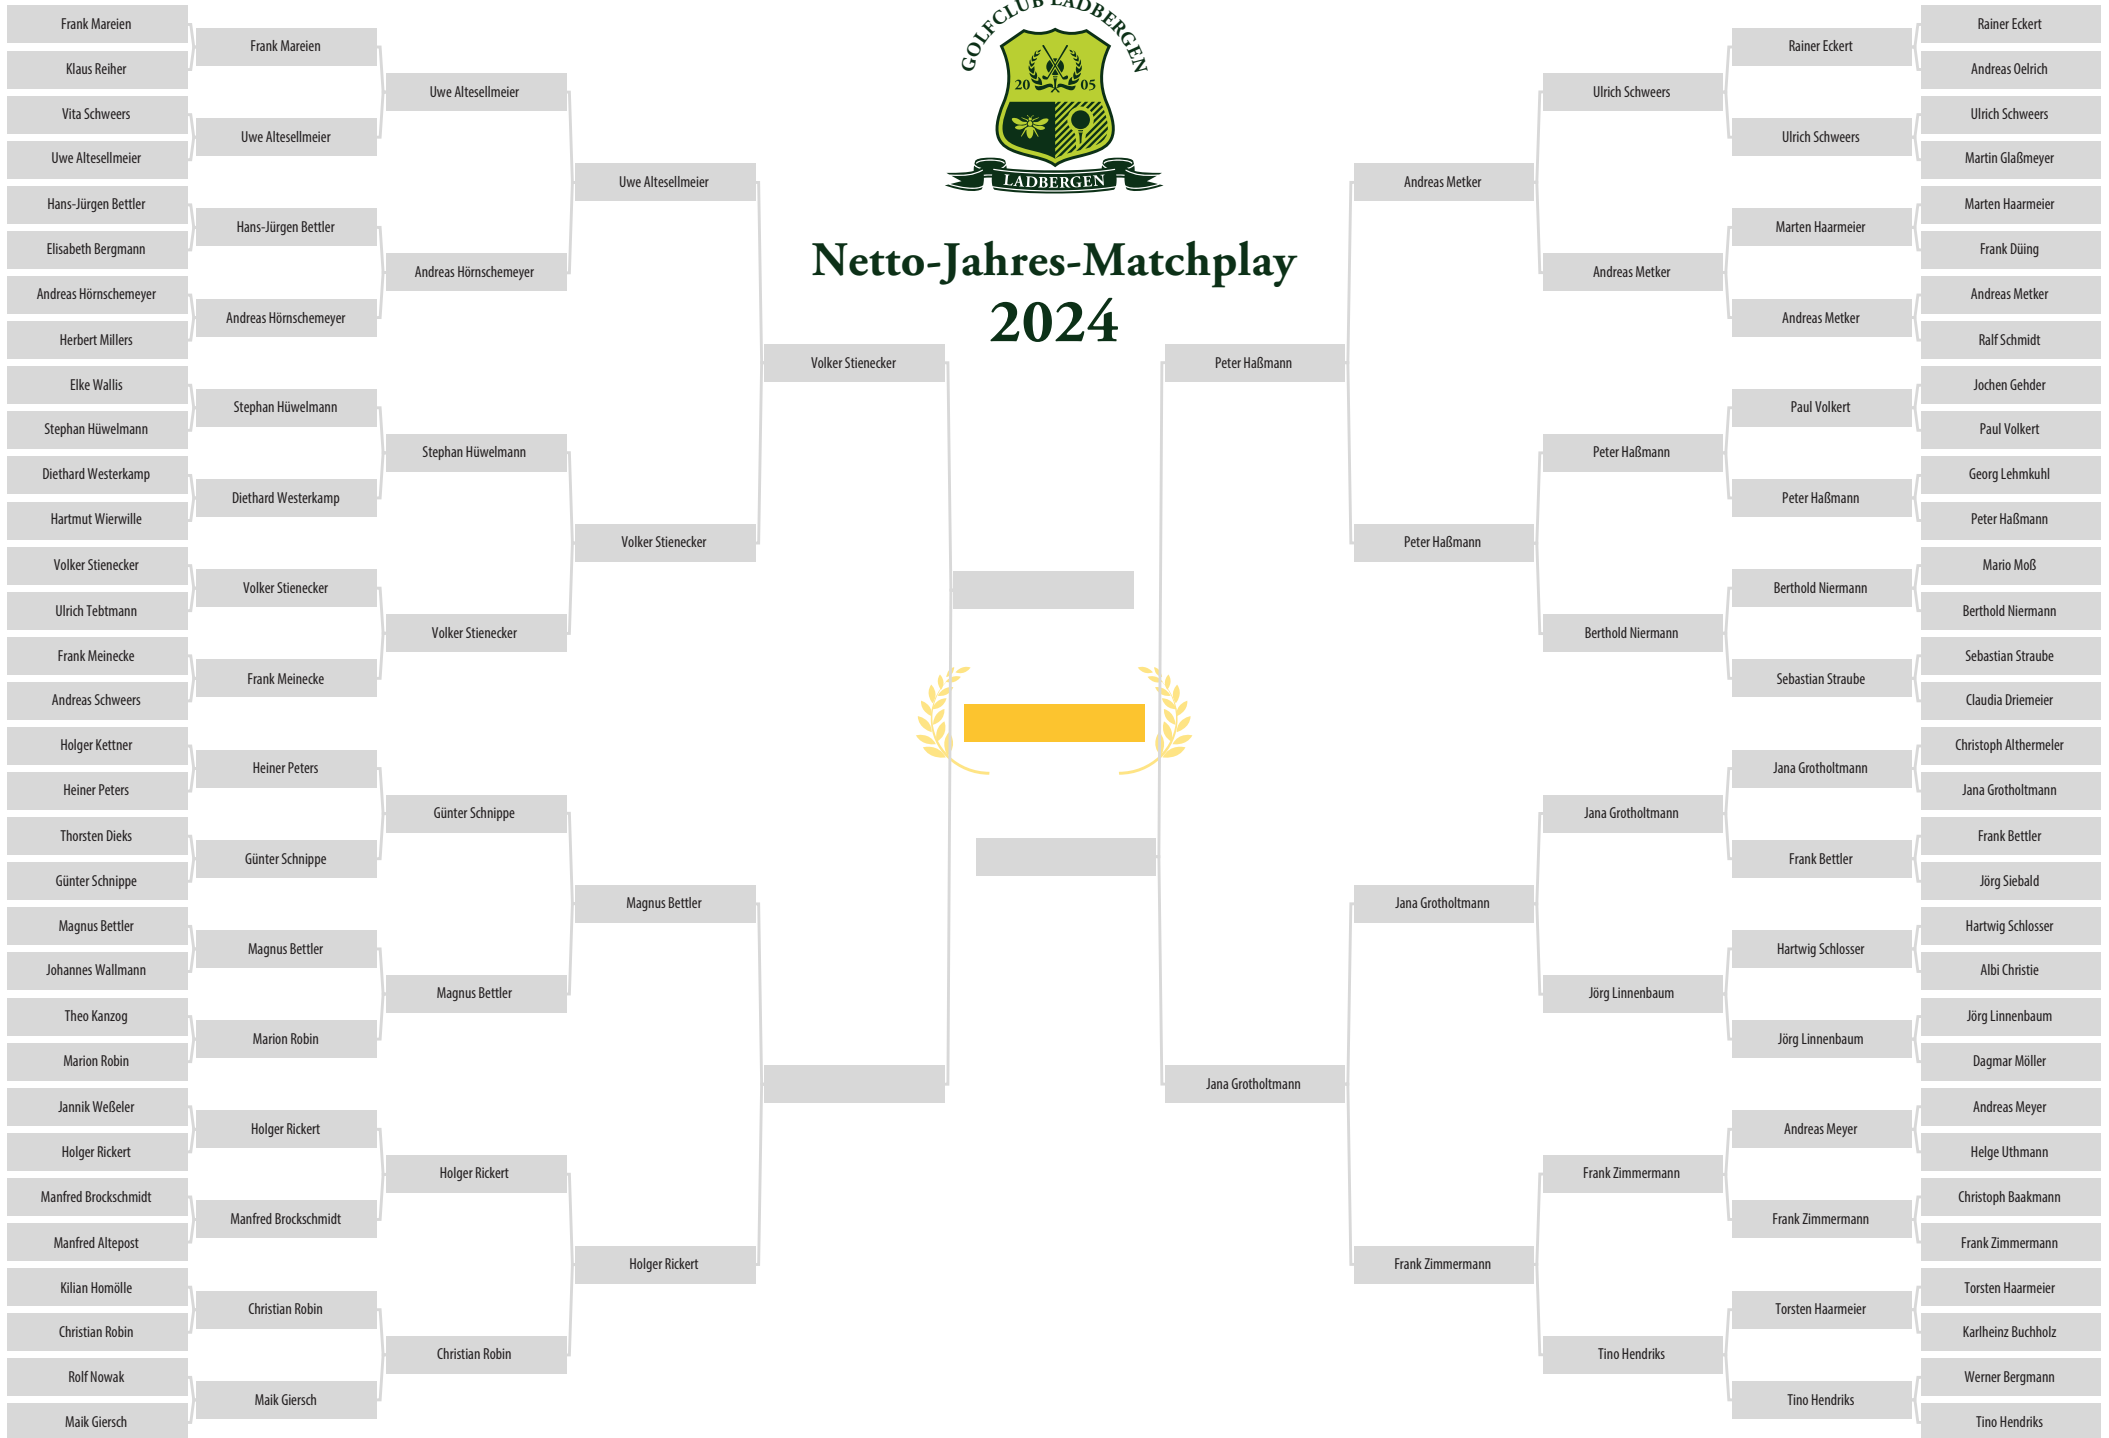 GOLFCLUB LADBERGEN
20 05
LADBERGEN
Netto-Jahres-Matchplay
2024
Frank Mareien
Klaus Reiher
Vita Schweers
Uwe Altesellmeier
Hans-Jürgen Bettler
Elisabeth Bergmann
Andreas Hörnschemeyer
Herbert Millers
Elke Wallis
Stephan Hüwelmann
Diethard Westerkamp
Hartmut Wierwille
Volker Stienecker
Ulrich Tebtmann
Frank Meinecke
Andreas Schweers
Holger Kettner
Heiner Peters
Thorsten Dieks
Günter Schnippe
Magnus Bettler
Johannes Wallmann
Theo Kanzog
Marion Robin
Jannik Weßeler
Holger Rickert
Manfred Brockschmidt
Manfred Altepost
Kilian Homölle
Christian Robin
Rolf Nowak
Maik Giersch
Frank Mareien
Uwe Altesellmeier
Hans-Jürgen Bettler
Andreas Hörnschemeyer
Stephan Hüwelmann
Diethard Westerkamp
Volker Stienecker
Frank Meinecke
Heiner Peters
Günter Schnippe
Magnus Bettler
Marion Robin
Holger Rickert
Manfred Brockschmidt
Christian Robin
Maik Giersch
Uwe Altesellmeier
Andreas Hörnschemeyer
Stephan Hüwelmann
Volker Stienecker
Günter Schnippe
Magnus Bettler
Holger Rickert
Christian Robin
Uwe Altesellmeier
Volker Stienecker
Magnus Bettler
Holger Rickert
Volker Stienecker
Peter Haßmann
Jana Grotholtmann
Andreas Metker
Peter Haßmann
Jana Grotholtmann
Frank Zimmermann
Ulrich Schweers
Andreas Metker
Peter Haßmann
Berthold Niermann
Jana Grotholtmann
Jörg Linnenbaum
Frank Zimmermann
Tino Hendriks
Rainer Eckert
Ulrich Schweers
Marten Haarmeier
Andreas Metker
Paul Volkert
Peter Haßmann
Berthold Niermann
Sebastian Straube
Jana Grotholtmann
Frank Bettler
Hartwig Schlosser
Jörg Linnenbaum
Andreas Meyer
Frank Zimmermann
Torsten Haarmeier
Tino Hendriks
Rainer Eckert
Andreas Oelrich
Ulrich Schweers
Martin Glaßmeyer
Marten Haarmeier
Frank Düing
Andreas Metker
Ralf Schmidt
Jochen Gehder
Paul Volkert
Georg Lehmkuhl
Peter Haßmann
Mario Moß
Berthold Niermann
Sebastian Straube
Claudia Driemeier
Christoph Althermeler
Jana Grotholtmann
Frank Bettler
Jörg Siebald
Hartwig Schlosser
Albi Christie
Jörg Linnenbaum
Dagmar Möller
Andreas Meyer
Helge Uthmann
Christoph Baakmann
Frank Zimmermann
Torsten Haarmeier
Karlheinz Buchholz
Werner Bergmann
Tino Hendriks